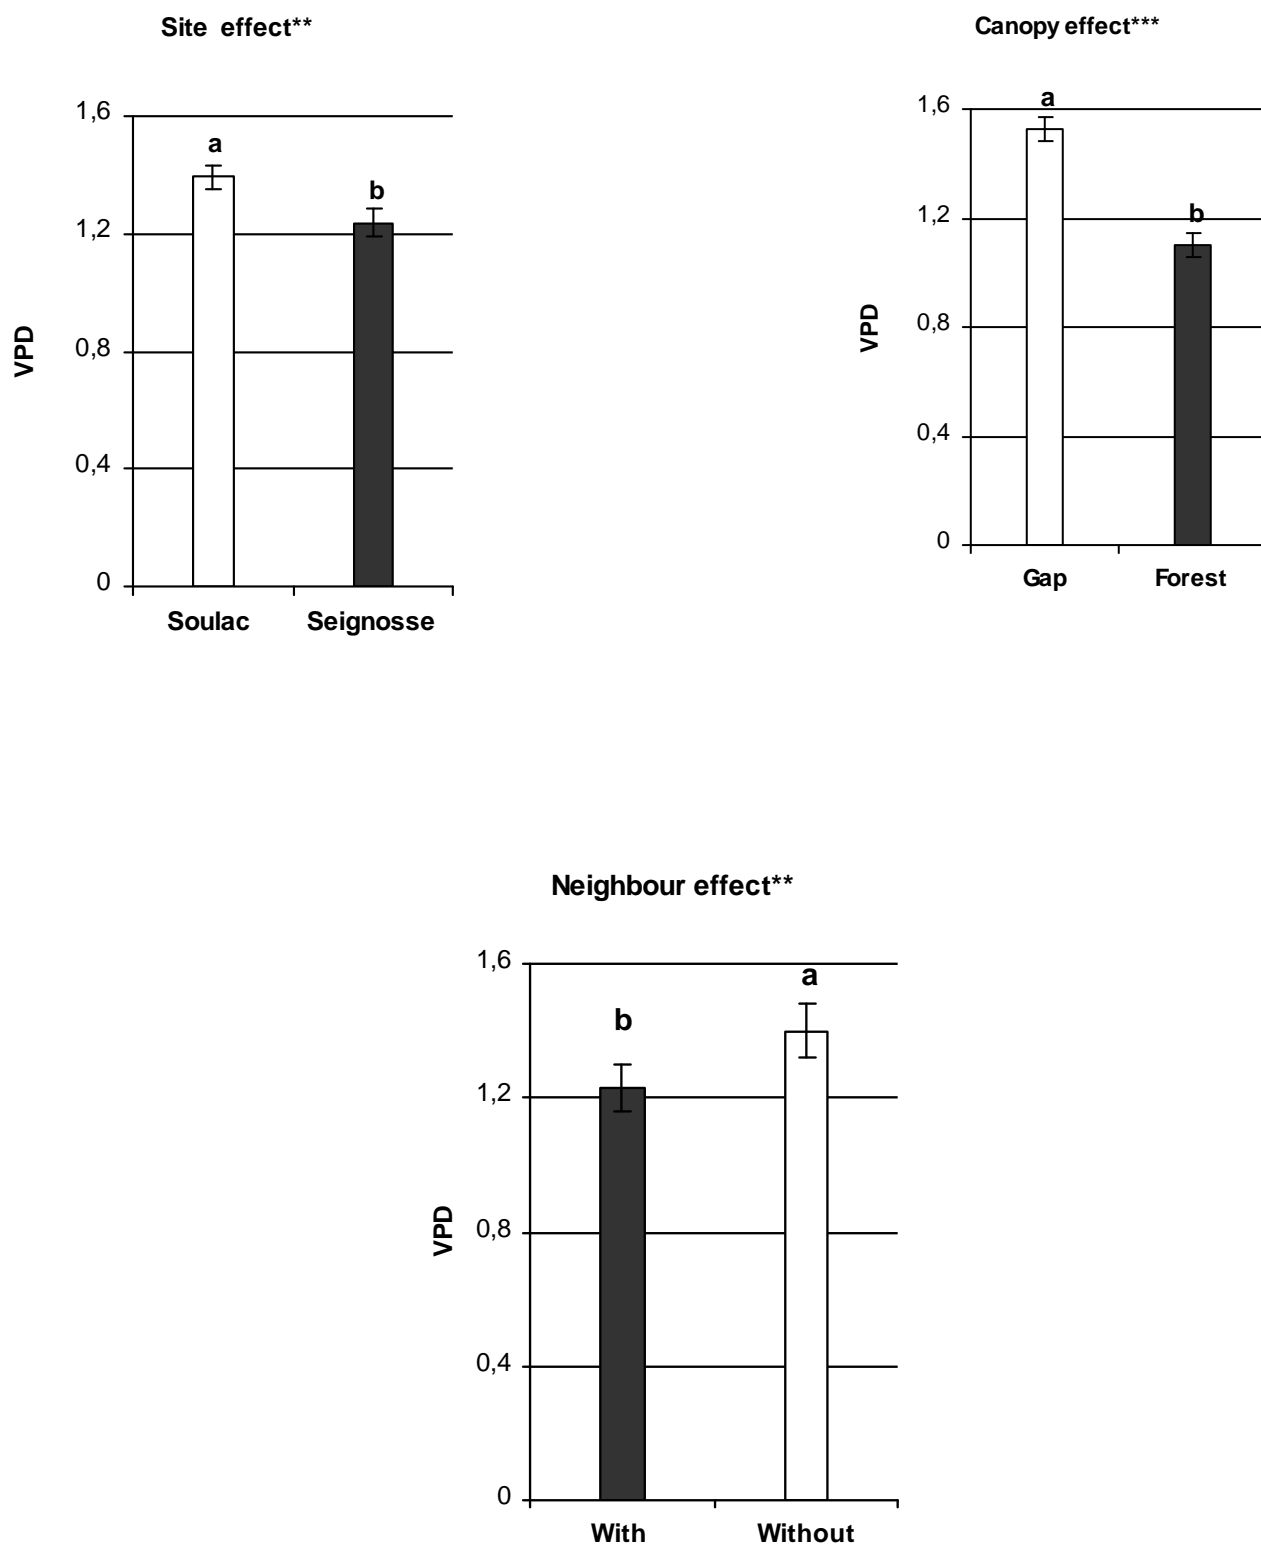 Site effect**
1,6
a
b
1,2
0,8
0,4
0
VPD
Soulac Seignosse
Canopy effect***
1,6
a
b
1,2
0,8
0,4
0
VPD
Gap Forest
Neighbour effect**
1,6
a
b
1,2
0,8
0,4
0
VPD
With Without